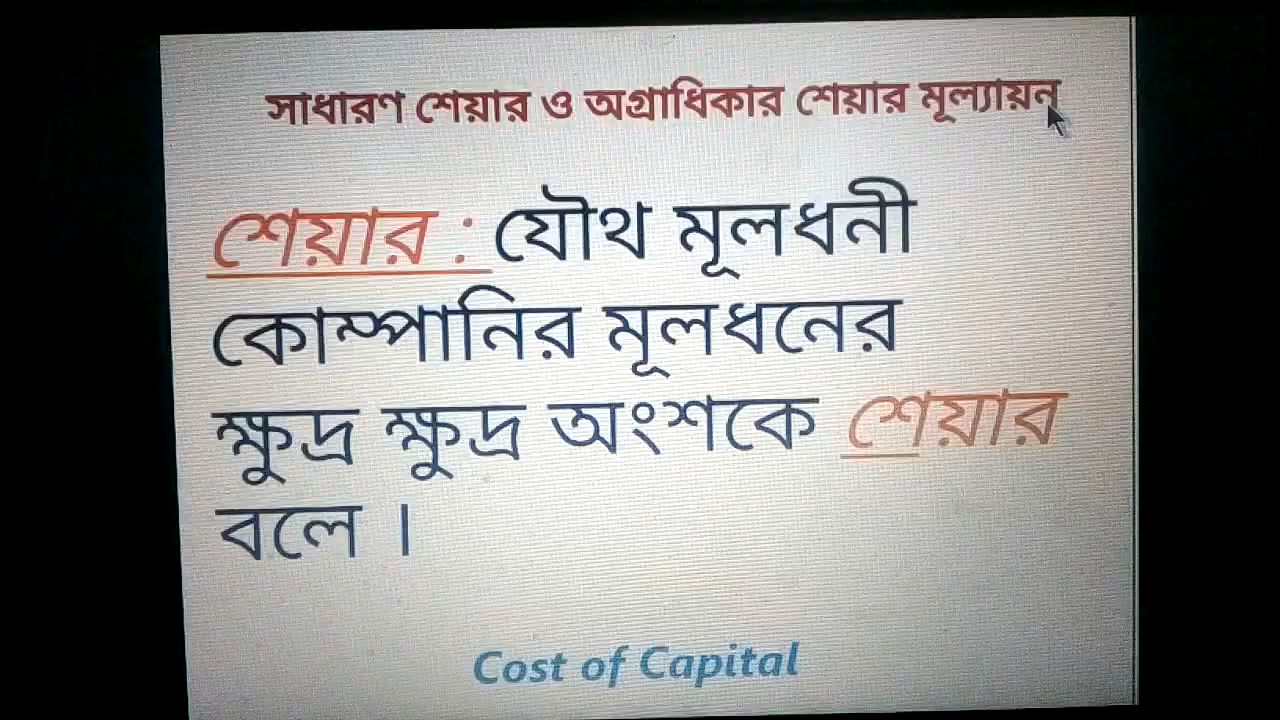 সাধারণ শেয়ার ও অগ্রাধিকার শেয়ার মূল্যায়ন
শেয়ার : যৌথ মূলধনী
কোম্পানির মূলধনের
ক্ষুদ্র ক্ষুদ্র অংশকে শেয়ার
বলে ।
Cost of Capital